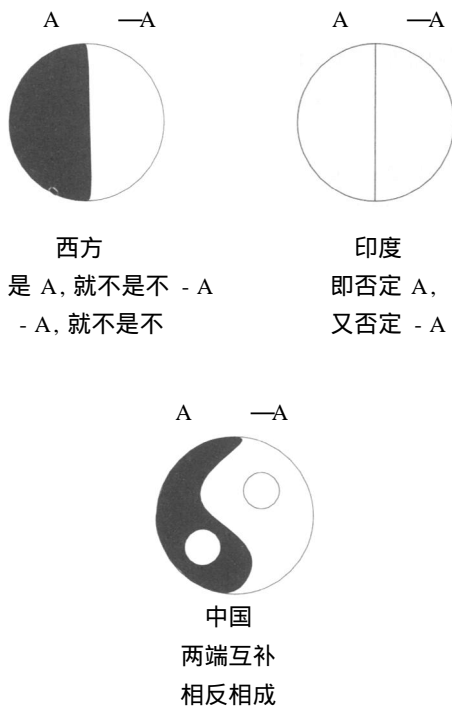 A —A
A —A
西方
印度
是 A, 就不是不 - A
即否定 A,
- A, 就不是不
又否定 - A
A —A
中国
两端互补
相反相成